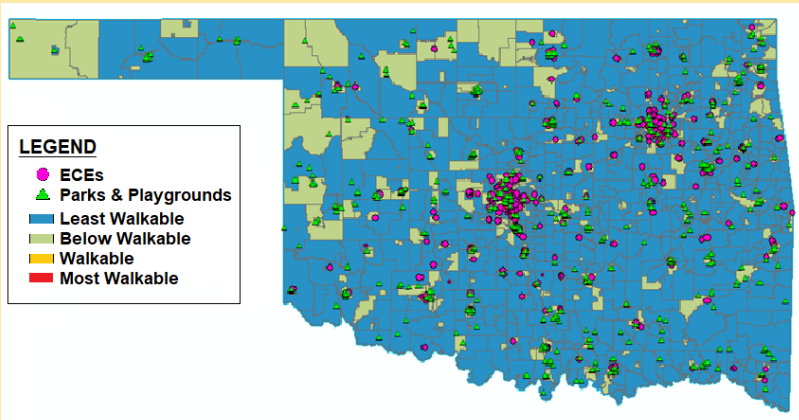 LEGEND
ECEs
Parks & Playgrounds
Least Walkable
Below Walkable
Walkable
Most Walkable